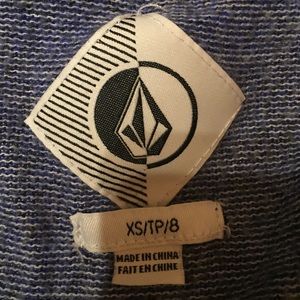 XS/TP/8
MADE IN CHINA
FAIT EN CHINE